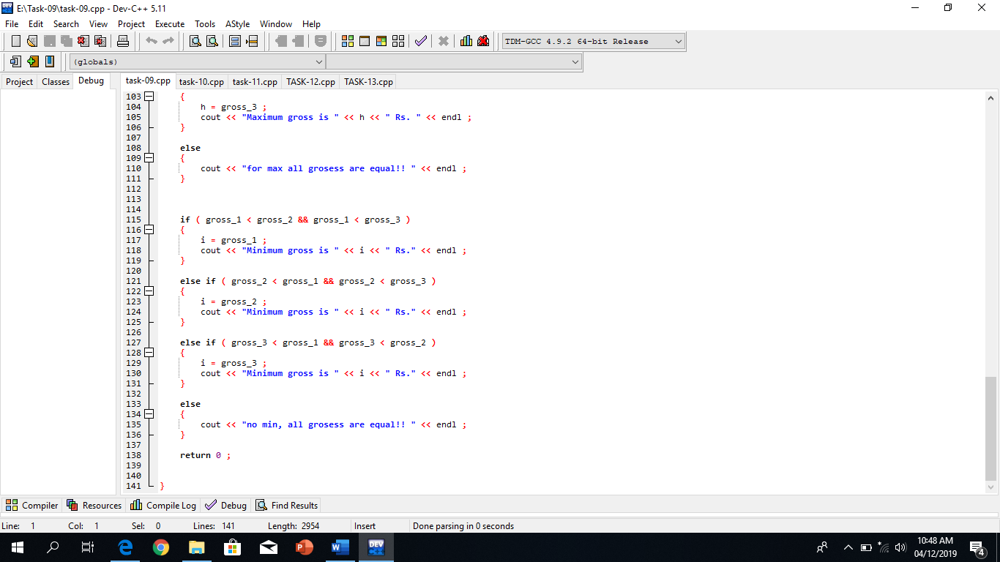 E:\Task-09\task-09.cpp - Dev-C++ 5.11
File Edit Search View Project Execute Tools AStyle Window Help
TDM-GCC 4.9.2 64-bit Release
(globals)
Project Classes Debug
task-09.cpp task-10.cpp task-11.cpp TASK-12.cpp TASK-13.cpp
103 {
104 h = gross_3 ;
105 cout << "Maximum gross is " << h << " Rs. " << endl ;
106 }
107
108 else
109 {
110 cout << "for max all grosess are equal!! " << endl ;
111 }
112
113
114
115 if ( gross_1 < gross_2 && gross_1 < gross_3 )
116 {
117 i = gross_1 ;
118 cout << "Minimum gross is " << i << " Rs." << endl ;
119 }
120
121 else if ( gross_2 < gross_1 && gross_2 < gross_3 )
122 {
123 i = gross_2 ;
124 cout << "Minimum gross is " << i << " Rs." << endl ;
125 }
126
127 else if ( gross_3 < gross_1 && gross_3 < gross_2 )
128 {
129 i = gross_3 ;
130 cout << "Minimum gross is " << i << " Rs." << endl ;
131 }
132
133 else
134 {
135 cout << "no min, all grosess are equal!! " << endl ;
136 }
137
138 return 0 ;
139
140
141 }
Compiler Resources Compile Log Debug Find Results
Line: 1 Col: 1 Sel: 0 Lines: 141 Length: 2954 Insert Done parsing in 0 seconds
DEV
10:48 AM
04/12/2019
4